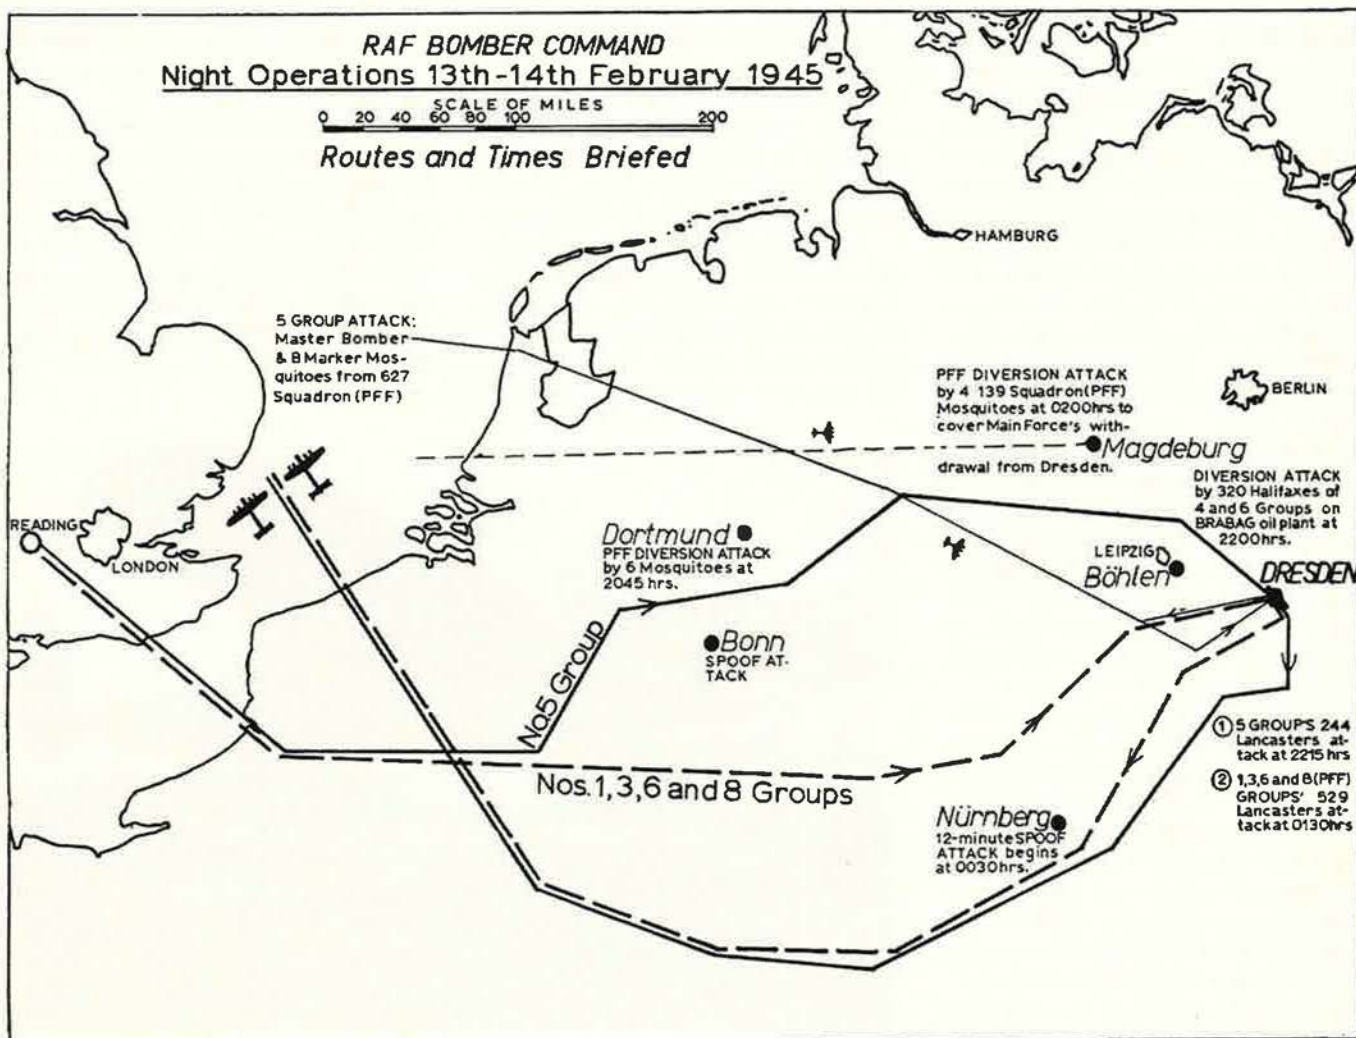 RAF BOMBER COMMAND
Night Operations 13th-14th February 1945
SCALE OF MILES
0 20 40 60 80 100 200
Routes and Times Briefed
HAMBURG
5 GROUP ATTACK:
Master Bomber
& 8 Marker Mos-
quitoes from 627
Squadron (PFF)
PFF DIVERSION ATTACK
by 4 139 Squadron(PFF)
Mosquitoes at 0200hrs to
cover Main Force's with-
drawal from Dresden.
BERLIN
Magdeburg
DIVERSION ATTACK
by 320 Halifaxes of
4 and 6 Groups on
BRABAG oil plant at
2200hrs.
READING
LONDON
Dortmund
PFF DIVERSION ATTACK
by 6 Mosquitoes at
2045 hrs.
LEIPZIG
Böhlen
DRESDEN
Bonn
SPOOF AT-
TACK
No.5 Group
Nos. 1, 3, 6 and 8 Groups
Nürnberg
12-minute SPOOF
ATTACK begins
at 0030hrs.
① 5 GROUP'S 244
Lancasters at-
tack at 2215 hrs
② 1,3,6 and 8(PFF)
GROUPS' 529
Lancasters at-
tack at 0130hrs